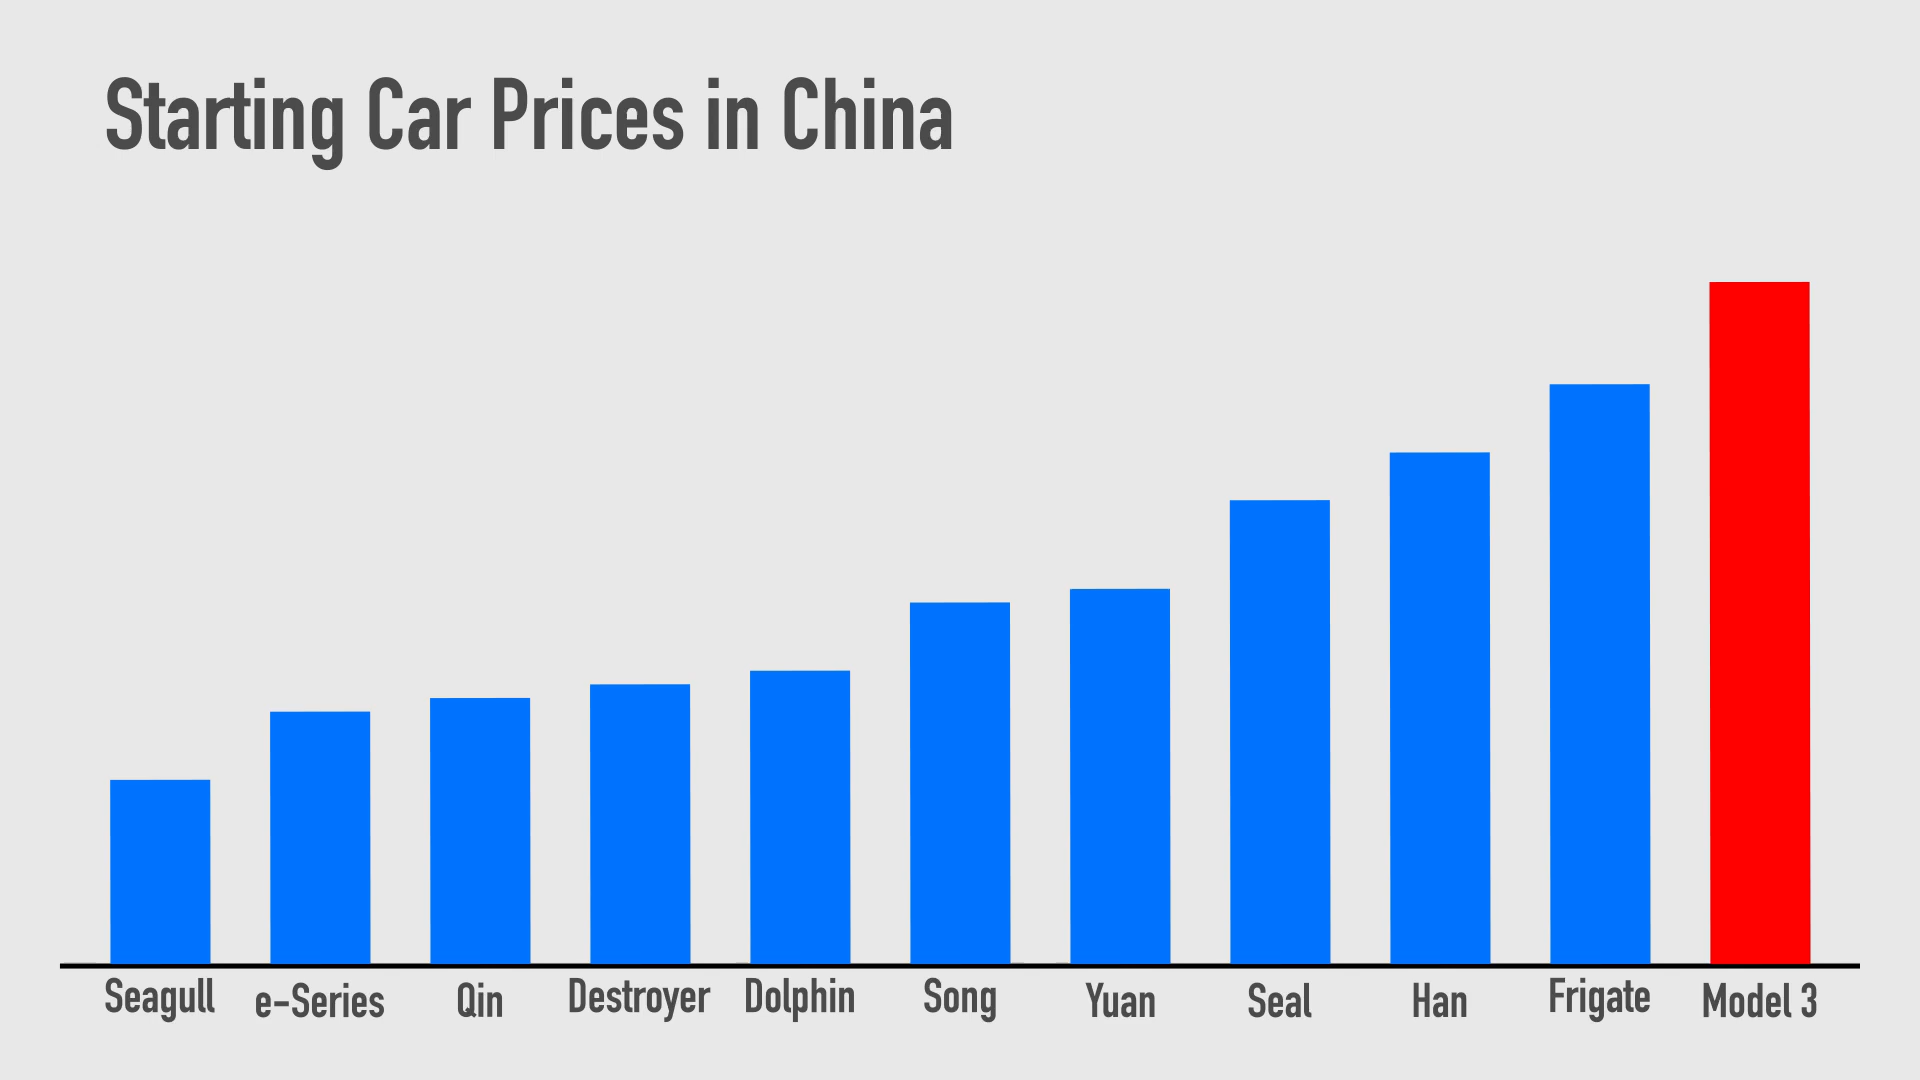 Starting Car Prices in China
Seagull e-Series Qin Destroyer Dolphin Song Yuan Seal Han Frigate Model 3